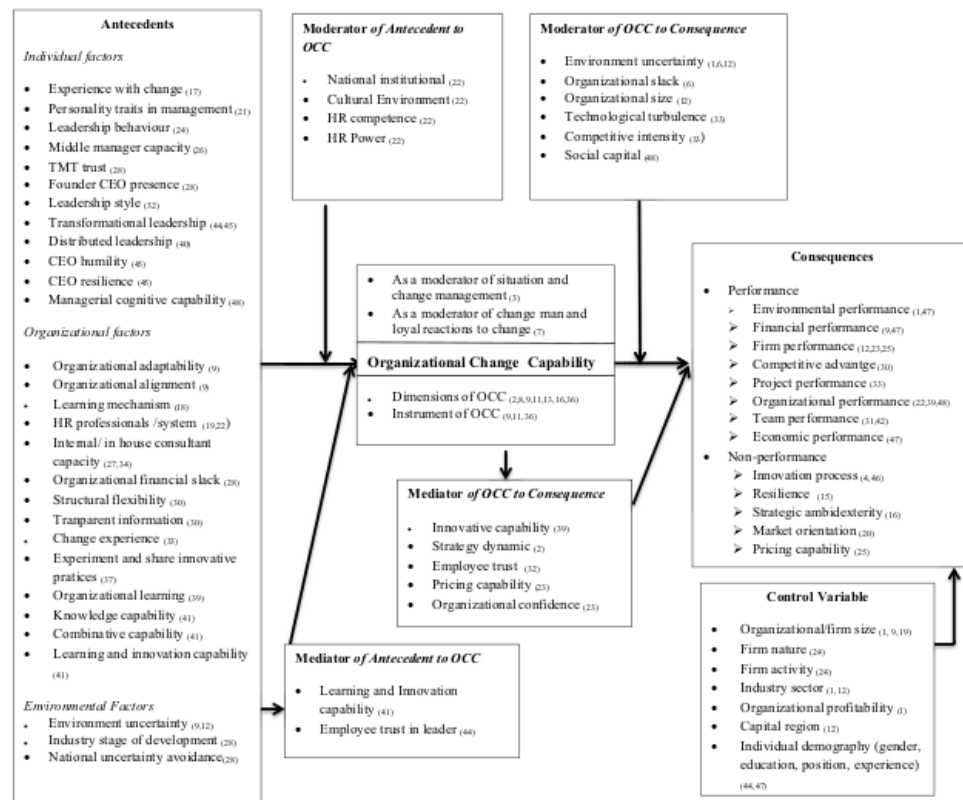 Antecedents
Individual factors
• Experience with change (17)
• Personality traits in management (21)
• Leadership behaviour (24)
• Middle manager capacity (26)
• TMT trust (28)
• Founder CEO presence (28)
• Leadership style (32)
• Transformational leadership (44,45)
• Distributed leadership (40)
• CEO humility (45)
• CEO resilience (45)
• Managerial cognitive capability (48)
Organizational factors
• Organizational adaptability (9)
• Organizational alignment (9)
• Learning mechanism (18)
• HR professionals /system (19,22)
• Internal/ in house consultant
capacity (27,34)
• Organizational financial slack (28)
• Structural flexibility (30)
• Tranparent information (30)
• Change experience (33)
• Experiment and share innovative
pratices (37)
• Organizational learning (39)
• Knowledge capability (41)
• Combinative capability (41)
• Learning and innovation capability
(41)
Environmental Factors
• Environment uncertainty (9,12)
• Industry stage of development (28)
• National uncertainty avoidance(28)
Moderator of Antecedent to
OCC
• National institutional (22)
• Cultural Environment (22)
• HR competence (22)
• HR Power (22)
Moderator of OCC to Consequence
• Environment uncertainty (1,6,12)
• Organizational slack (6)
• Organizational size (12)
• Technological turbulence (33)
• Competitive intensity (33)
• Social capital (48)
• As a moderator of situation and
change management (3)
• As a moderator of change man and
loyal reactions to change (7)
Organizational Change Capability
• Dimensions of OCC (2,8,9,11,13,16,36)
• Instrument of OCC (9,11,36)
Mediator of OCC to Consequence
• Innovative capability (39)
• Strategy dynamic (2)
• Employee trust (32)
• Pricing capability (23)
• Organizational confidence (23)
Mediator of Antecedent to OCC
• Learning and Innovation
capability (41)
• Employee trust in leader (44)
Consequences
• Performance
➢ Environmental performance (1,47)
➢ Financial performance (9,47)
➢ Firm performance (12,23,25)
➢ Competitive advantge (30)
➢ Project performance (33)
➢ Organizational performance (22,39,48)
➢ Team performance (31,42)
➢ Economic performance (47)
• Non-performance
➢ Innovation process (4,46)
➢ Resilience (15)
➢ Strategic ambidexterity (16)
➢ Market orientation (20)
➢ Pricing capability (25)
Control Variable
• Organizational/firm size (1, 9, 19)
• Firm nature (24)
• Firm activity (24)
• Industry sector (1, 12)
• Organizational profitability (1)
• Capital region (12)
• Individual demography (gender,
education, position, experience)
(44,47)